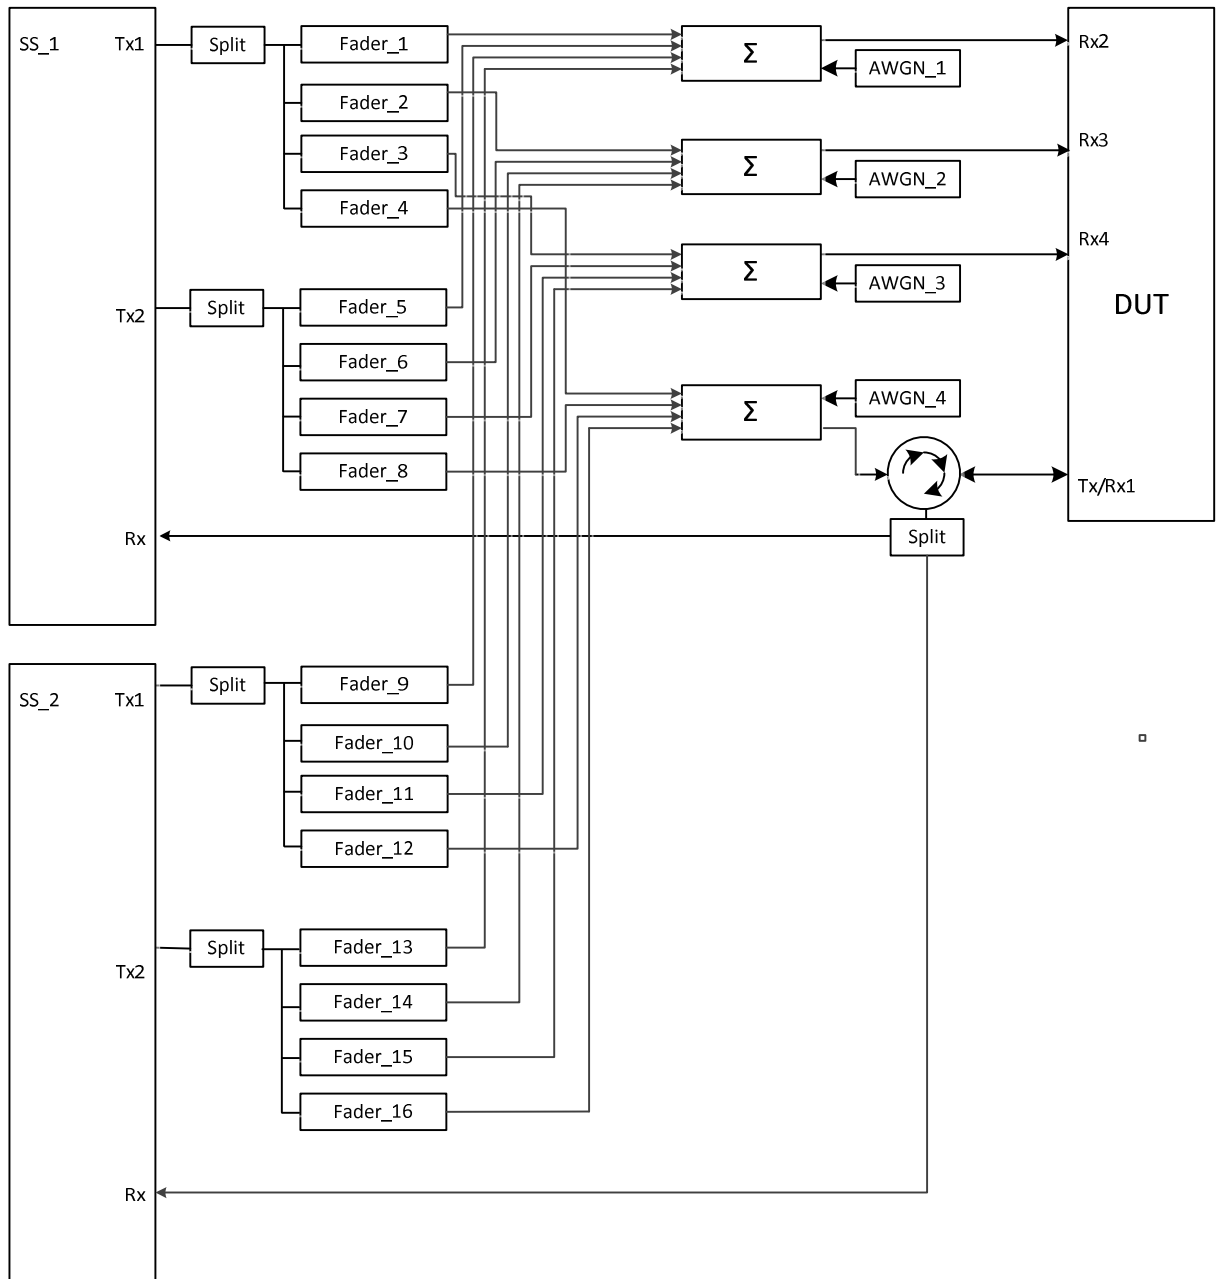 SS_1
Tx1
Split
Fader_1
Σ
Rx2
AWGN_1
Fader_2
Fader_3
Σ
Rx3
AWGN_2
Fader_4
Rx4
Σ
AWGN_3
Tx2
Split
Fader_5
DUT
Fader_6
Fader_7
Σ
AWGN_4
Fader_8
Tx/Rx1
Rx
Split
SS_2
Tx1
Split
Fader_9
Fader_10
Fader_11
Fader_12
Tx2
Split
Fader_13
Fader_14
Fader_15
Fader_16
Rx